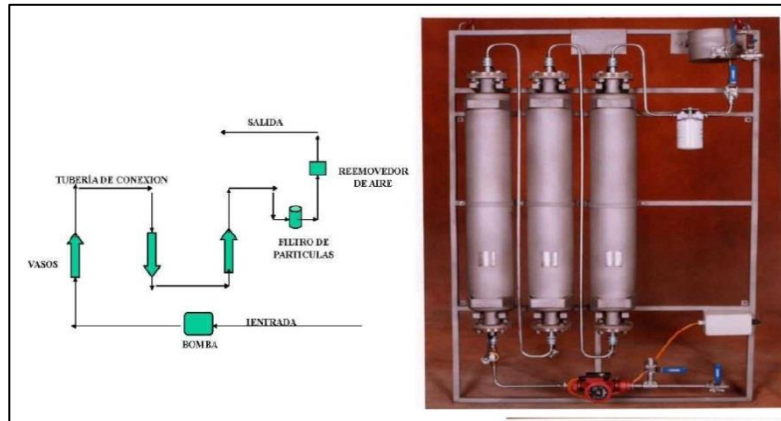 SALIDA
TUBERÍA DE CONEXION
REEMOVEDOR
DE AIRE
FILTRO DE
PARTICULAS
VASOS
IENTRADA
BOMBA